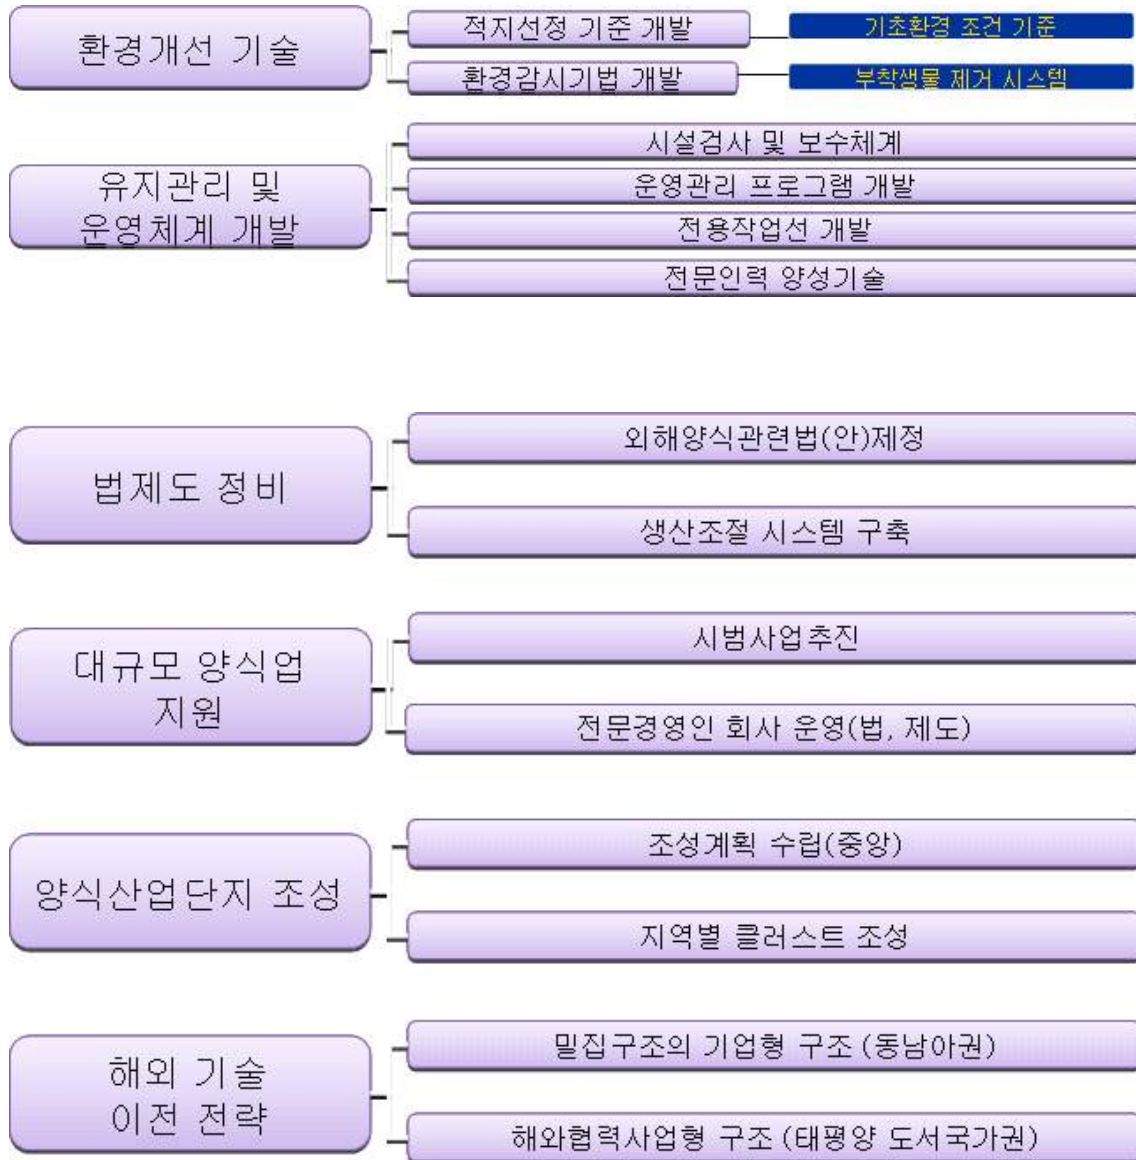 환경개선 기술
적지선정 기준 개발
기초환경 조건 기준
환경감시기법 개발
부착생물 제거 시스템
유지관리 및
운영체계 개발
시설검사 및 보수체계
운영관리 프로그램 개발
전용작업선 개발
전문인력 양성기술
법제도 정비
외해양식관련법(안)제정
생산조절 시스템 구축
대규모 양식업
지원
시범사업추진
전문경영인 회사 운영(법, 제도)
양식산업단지 조성
조성계획 수립(중앙)
지역별 클러스트 조성
해외 기술
이전 전략
밀집구조의 기업형 구조 (동남아권)
해와협력사업형 구조 (태평양 도서국가권)